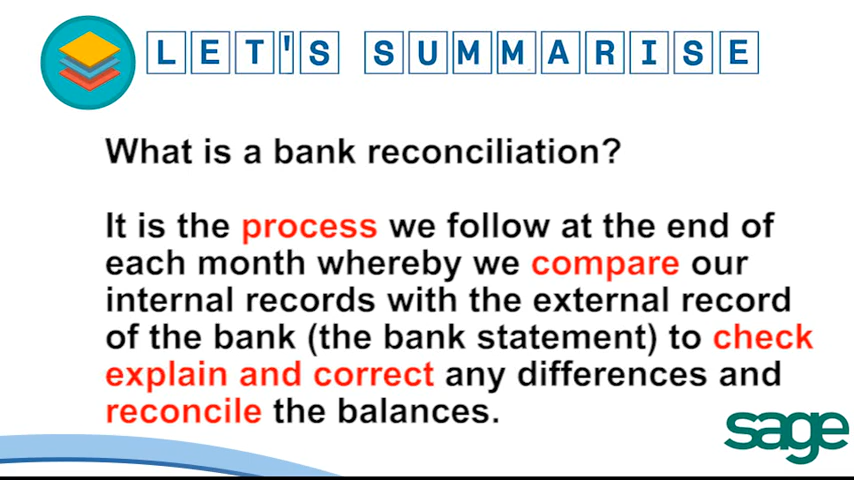 LET'S SUMMARISE
What is a bank reconciliation?
It is the process we follow at the end of
each month whereby we compare our
internal records with the external record
of the bank (the bank statement) to check
explain and correct any differences and
reconcile the balances.
sage